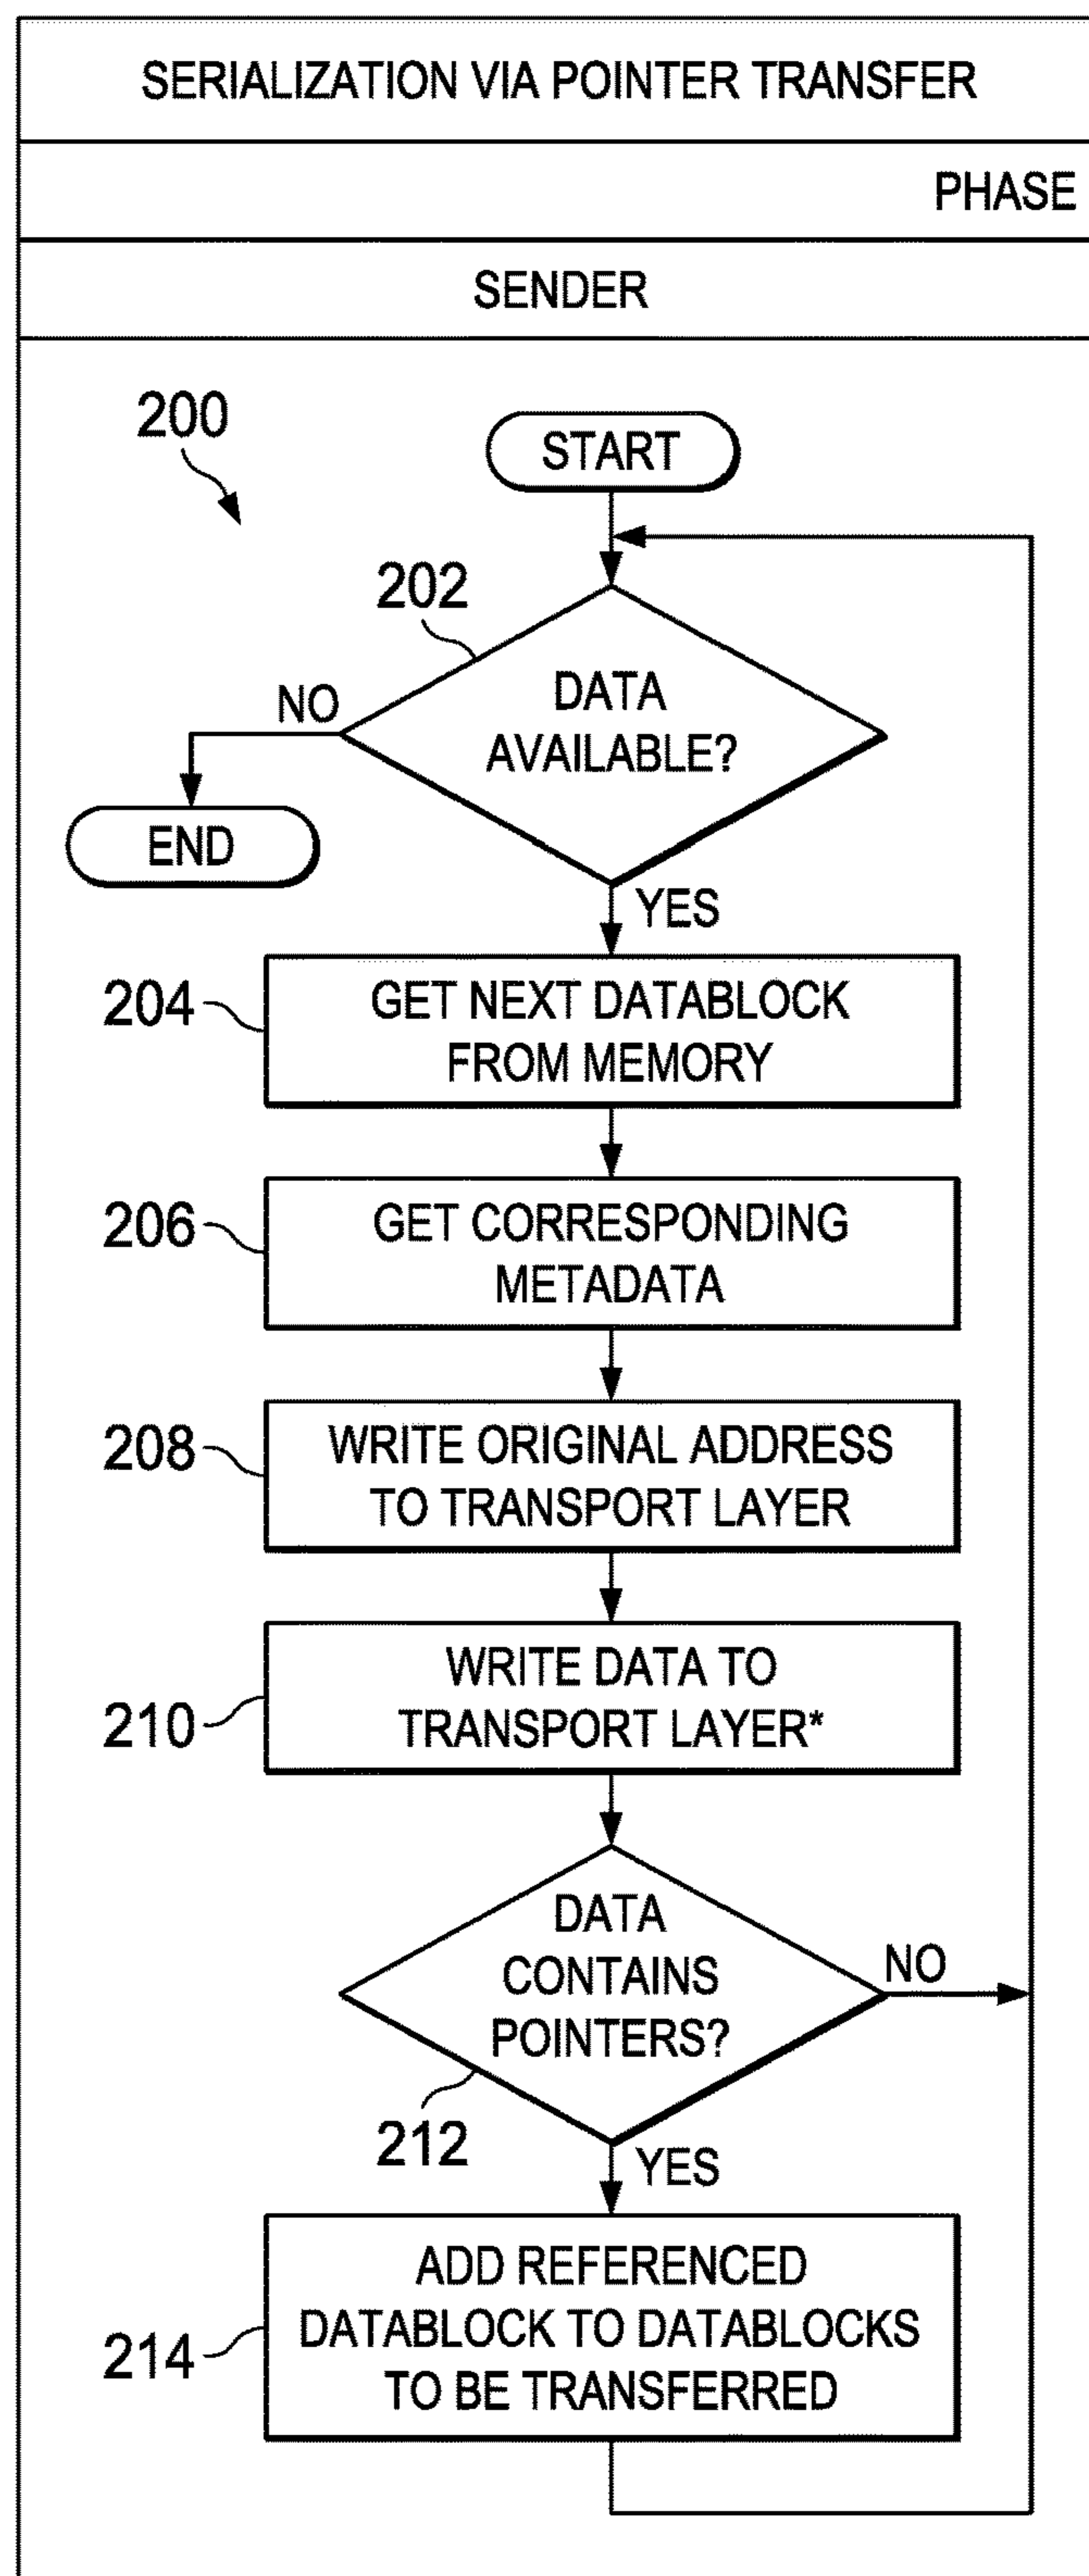 SERIALIZATION VIA POINTER TRANSFER
PHASE
SENDER
200
START
202
DATA
AVAILABLE?
NO
END
YES
204
GET NEXT DATABLOCK
FROM MEMORY
206
GET CORRESPONDING
METADATA
208
WRITE ORIGINAL ADDRESS
TO TRANSPORT LAYER
210
WRITE DATA TO
TRANSPORT LAYER*
DATA
CONTAINS
POINTERS?
NO
212
YES
214
ADD REFERENCED
DATABLOCK TO DATABLOCKS
TO BE TRANSFERRED